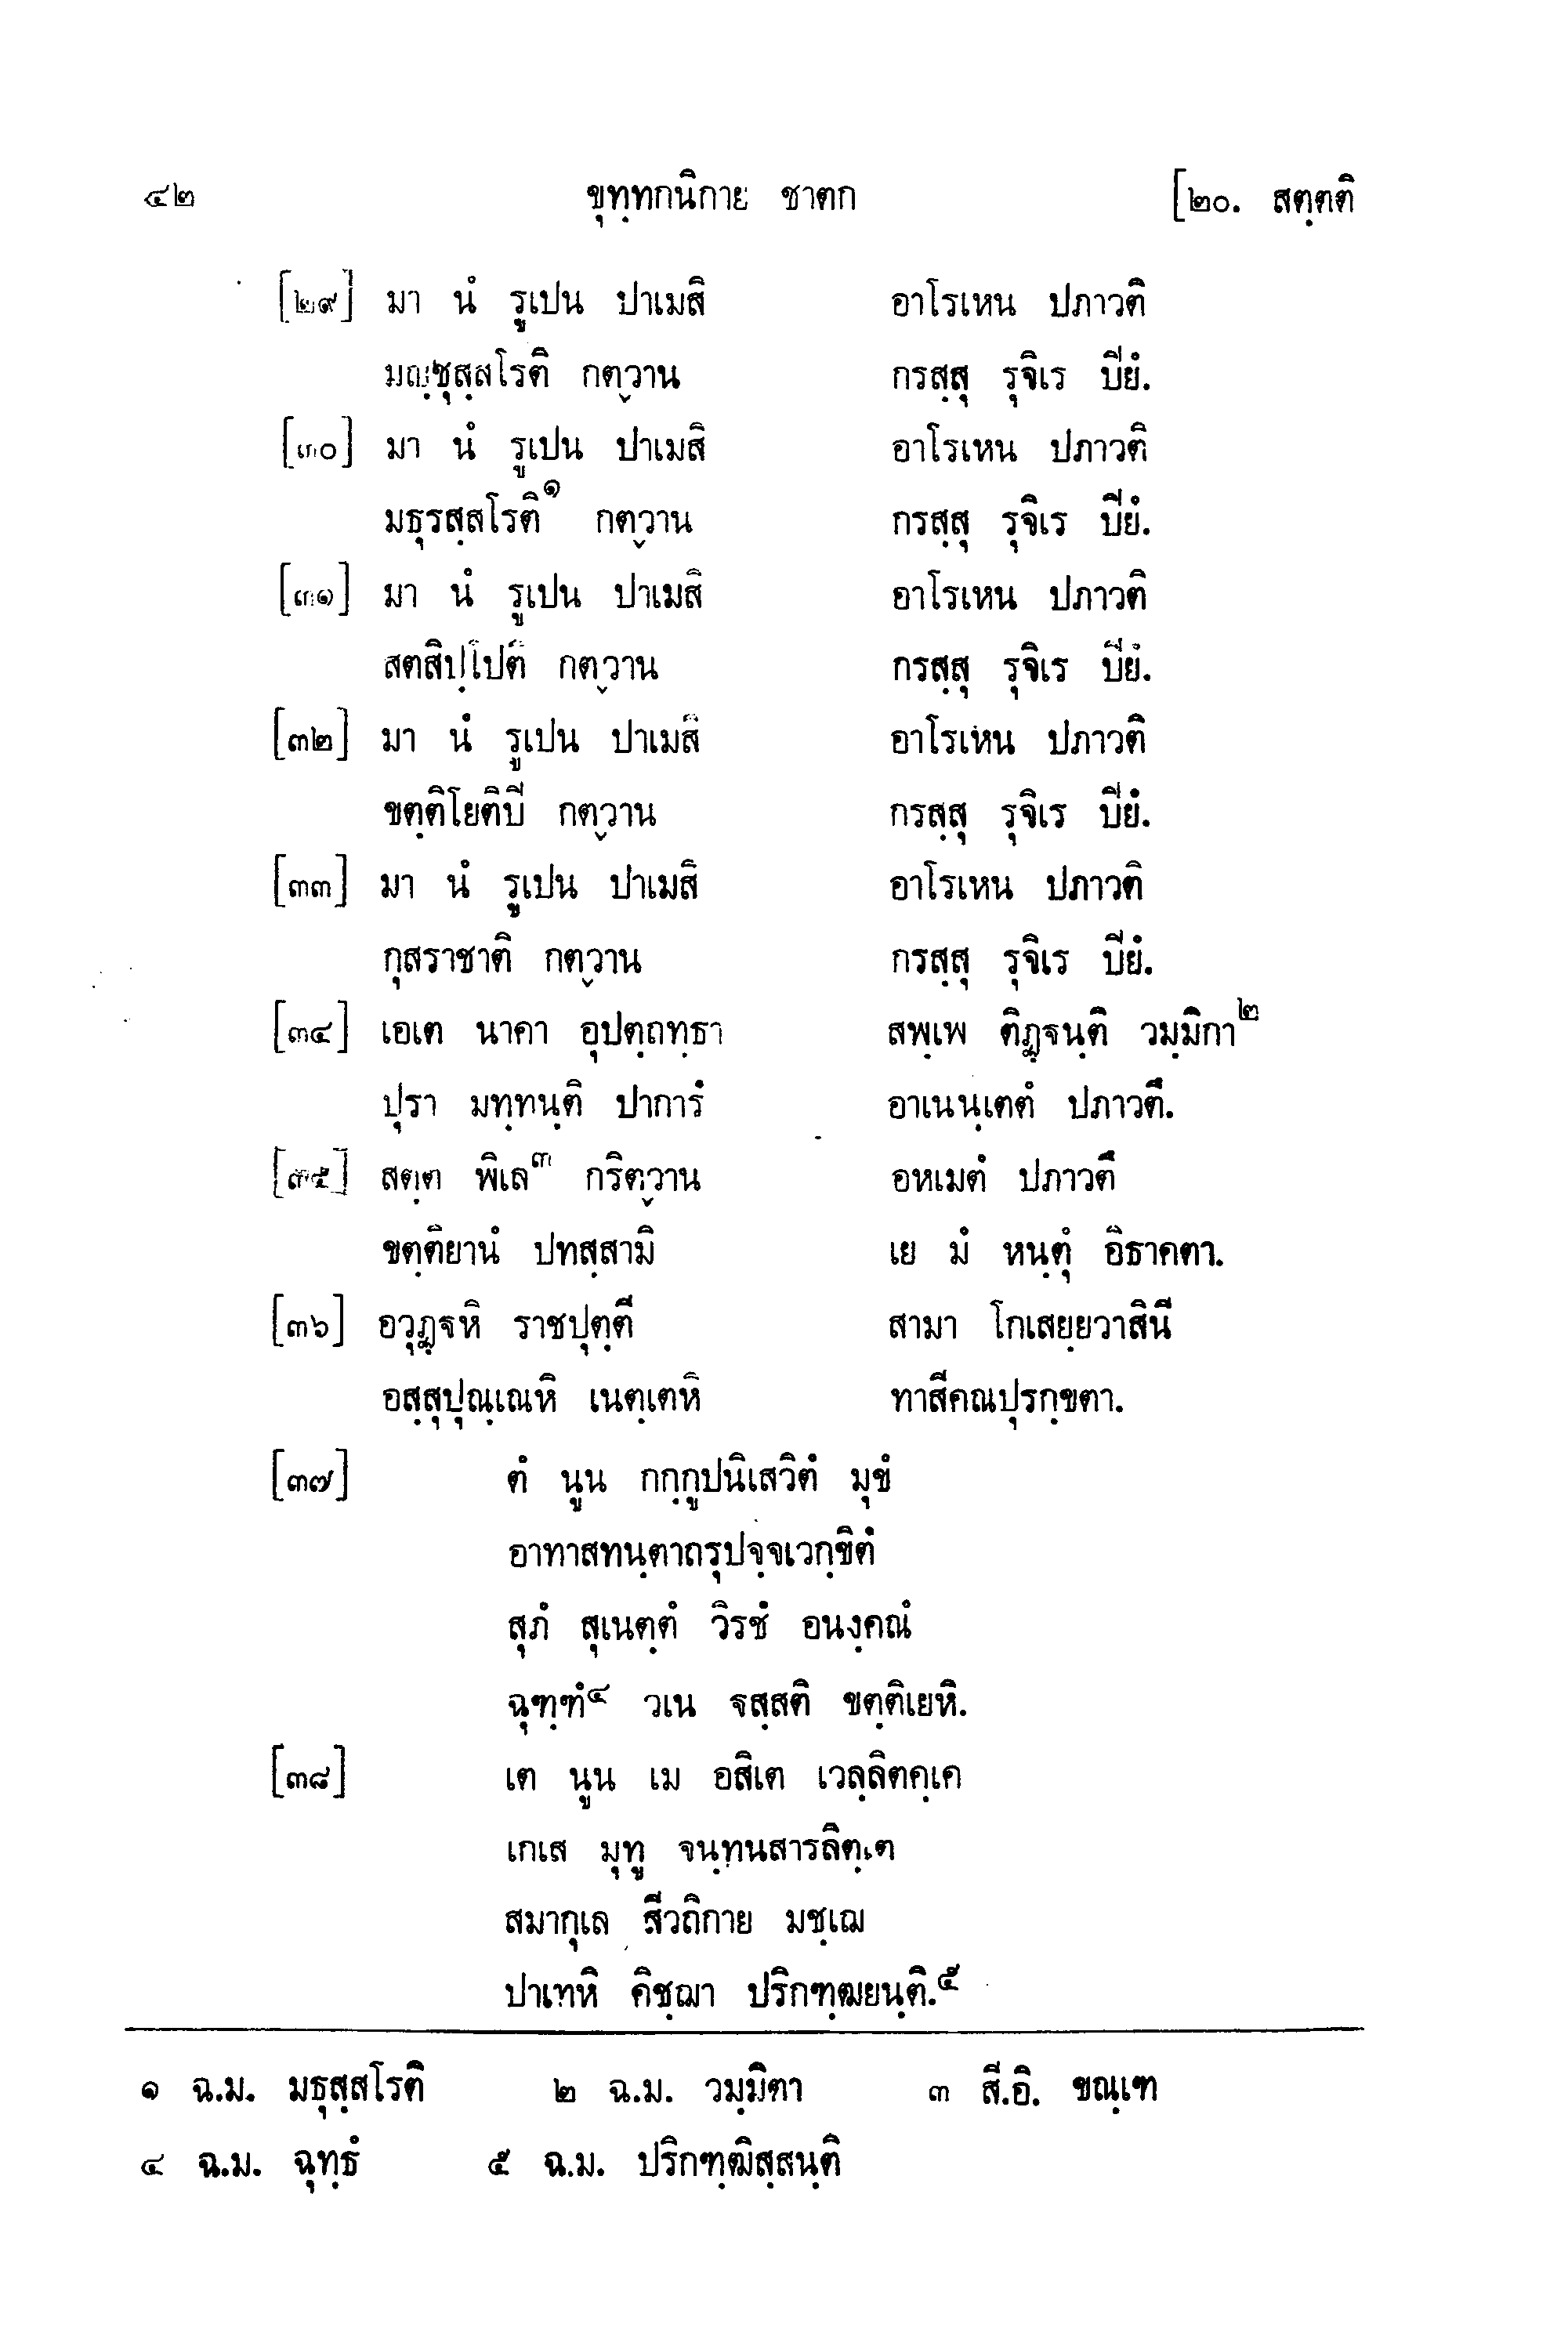 ๔๒ ขุทฺทกนิกาย ชาตก [๒๐. สตฺตติ
[๒๙] มา นํ รูเปน ปาเมสิ อาโรเหน ปภาวติ
มญฺชุสฺสโรติ กตฺวาน กรสฺสุ รุจิเร ปิยํ.
[๓๐] มา นํ รูเปน ปาเมสิ อาโรเหน ปภาวติ
มธุรสฺสโรติ๑ กตฺวาน กรสฺสุ รุจิเร ปิยํ.
[๓๑] มา นํ รูเปน ปาเมสิ อาโรเหน ปภาวติ
สตสิปฺโปติ กตฺวาน กรสฺสุ รุจิเร ปิยํ.
[๓๒] มา นํ รูเปน ปาเมสิ อาโรเหน ปภาวติ
ขตฺติโยติปิ กตฺวาน กรสฺสุ รุจิเร ปิยํ.
[๓๓] มา นํ รูเปน ปาเมสิ อาโรเหน ปภาวติ
กุสราชาติ กตฺวาน กรสฺสุ รุจิเร ปิยํ.
[๓๔] เอเต นาคา อุปตฺถทฺธา สพฺเพ ติฏฺฐนฺติ วมฺมิกา๒
ปุรา มทฺทนฺติ ปาการํ อาเนนฺเตตํ ปภาวตึ.
[๓๕] สตฺต พิเล๓ กริตฺวาน อหเมตํ ปภาวตึ
ขตฺติยานํ ปทสฺสามิ เย มํ หนฺตุํ อิธาคตา.
[๓๖] อวุฏฺฐหิ ราชปุตฺตี สามา โกเสยฺยวาสินี
อสฺสุปุณฺเณหิ เนตฺเตหิ ทาสีคณปุรกฺขตา.
[๓๗] ตํ นูน กกฺกูปนิเสวิตํ มุขํ
อาทาสทนฺตาถรุปจฺจเวกฺขิตํ
สุภํ สุเนตฺตํ วิรชํ อนงฺคณํ
ฉุฑฺฑํ๔ วเน ฐสฺสติ ขตฺติเยหิ.
[๓๘] เต นูน เม อสิเต เวลฺลิตคฺเค
เกเส มุทู จนฺทนสารลิตฺเต
สมากุเล สีวถิกาย มชฺเฌ
ปาเทหิ คิชฺฌา ปริกฑฺฒยนฺติ.๕
๑ ฉ.ม. มธุสฺสโรติ ๒ ฉ.ม. วมฺมิตา ๓ สี.อิ. ขณฺเฑ
๔ ฉ.ม. ฉุทฺธํ ๕ ฉ.ม. ปริกฑฺฒิสฺสนฺติ